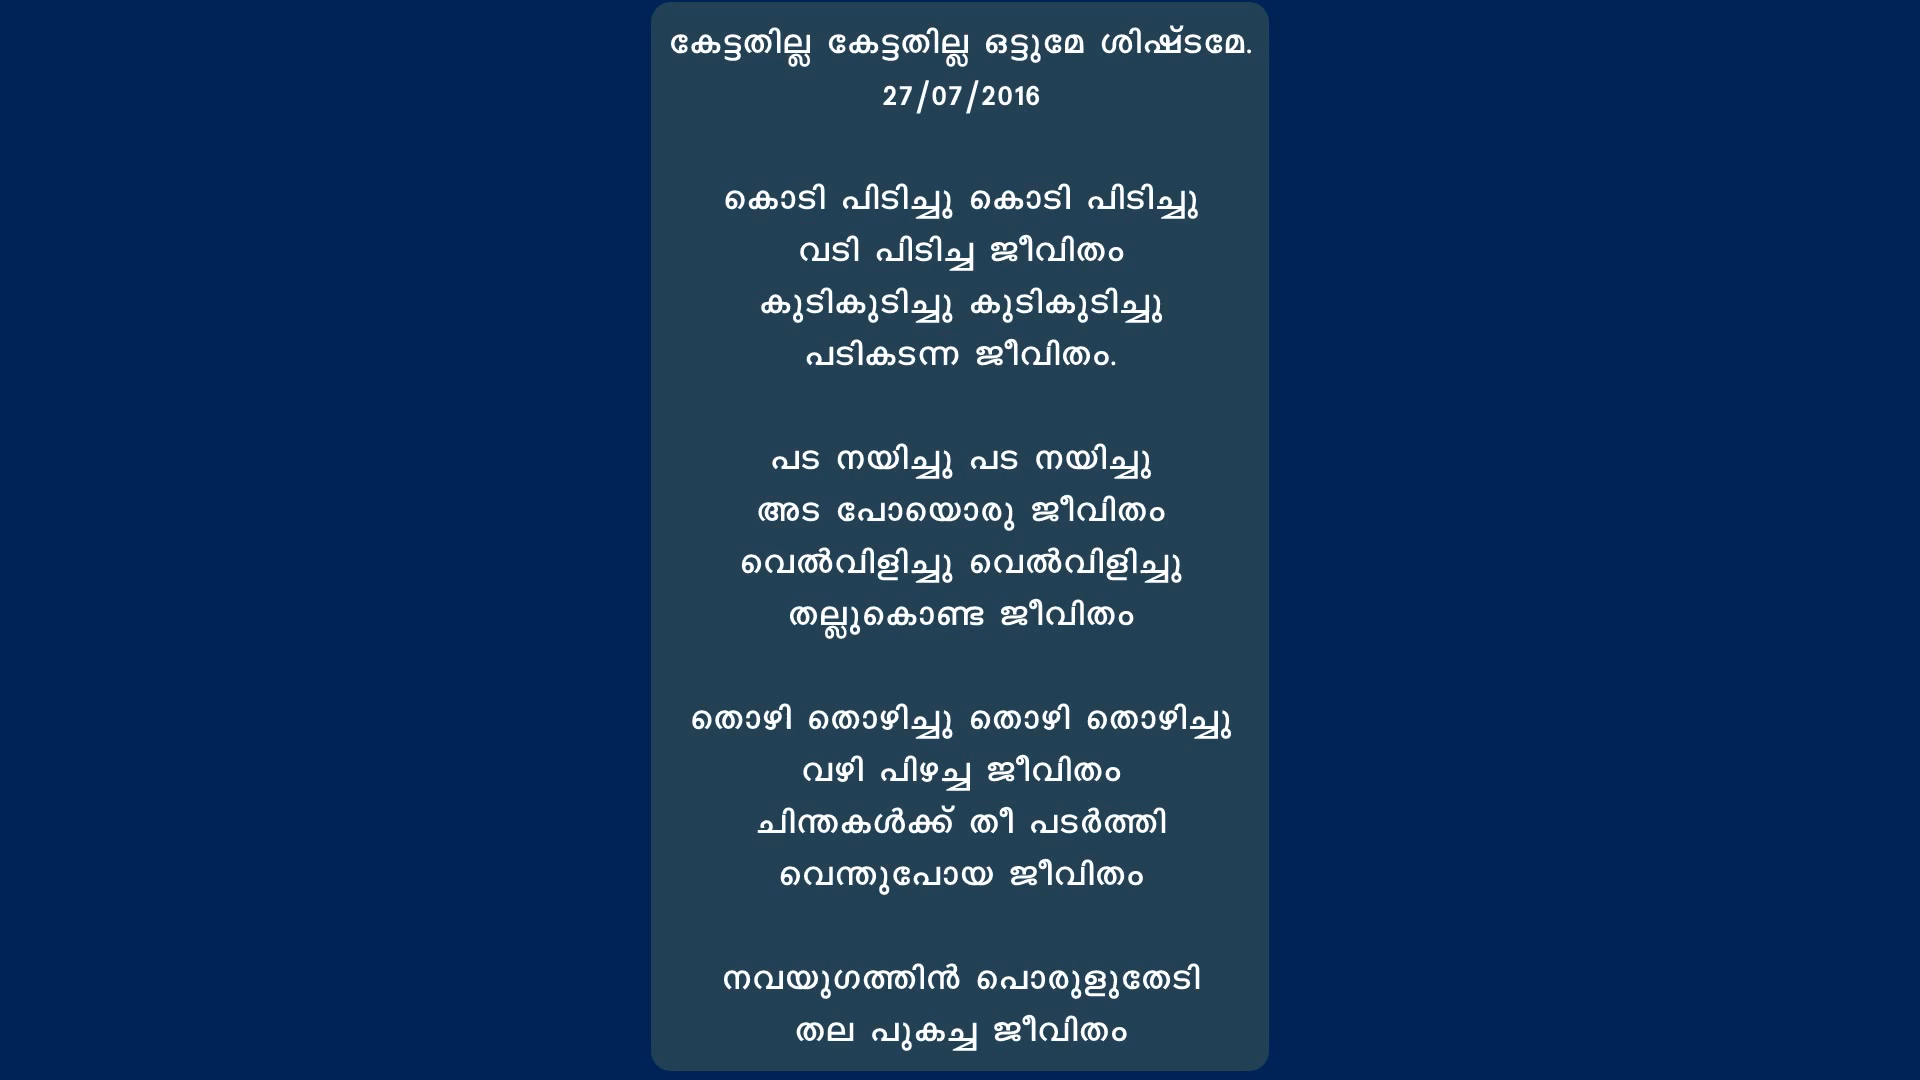 കേട്ടതില്ല കേട്ടതില്ല ഒട്ടുമേ ശിഷ്ടമേ.
27/07/2016
കൊടി പിടിച്ചു കൊടി പിടിച്ചു
വടി പിടിച്ച ജീവിതം
കുടികുടിച്ചു കുടികുടിച്ചു
പടികടന്ന ജീവിതം.
പട നയിച്ചു പട നയിച്ചു
അട പോയൊരു ജീവിതം
വെൽവിളിച്ചു വെൽവിളിച്ചു
തല്ലുകൊണ്ട ജീവിതം
തൊഴി തൊഴിച്ചു തൊഴി തൊഴിച്ചു
വഴി പിഴച്ച ജീവിതം
ചിന്തകൾക്ക് തീ പടർത്തി
വെന്തുപോയ ജീവിതം
നവയുഗത്തിൻ പൊരുളുതേടി
തല പുകച്ച ജീവിതം